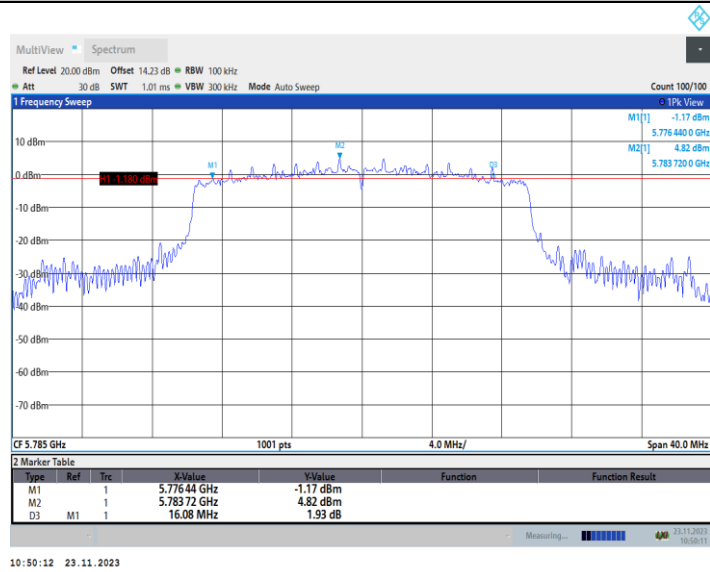 MultiView Spectrum
Ref Level 20.00 dBm Offset 14.23 dB RBW 100 kHz
Att 30 dB SWT 1.01 ms VBW 300 kHz Mode Auto Sweep Count 100/100
1 Frequency Sweep 1Pk View
M1[1] -1.17 dBm
5.776 440 0 GHz
M2[1] 4.82 dBm
5.783 720 0 GHz
10 dBm
M2
M1
D3
0 dBm
H1 -1.180 dBm
-10 dBm
-20 dBm
-30 dBm
-40 dBm
-50 dBm
-60 dBm
-70 dBm
CF 5.785 GHz 1001 pts 4.0 MHz/ Span 40.0 MHz
2 Marker Table
Type Ref Trc X-Value Y-Value Function Function Result
M1 1 5.77644 GHz -1.17 dBm
M2 1 5.78372 GHz 4.82 dBm
D3 M1 1 16.08 MHz 1.93 dB
Measuring... 23.11.2023
10:50:11
10:50:12 23.11.2023